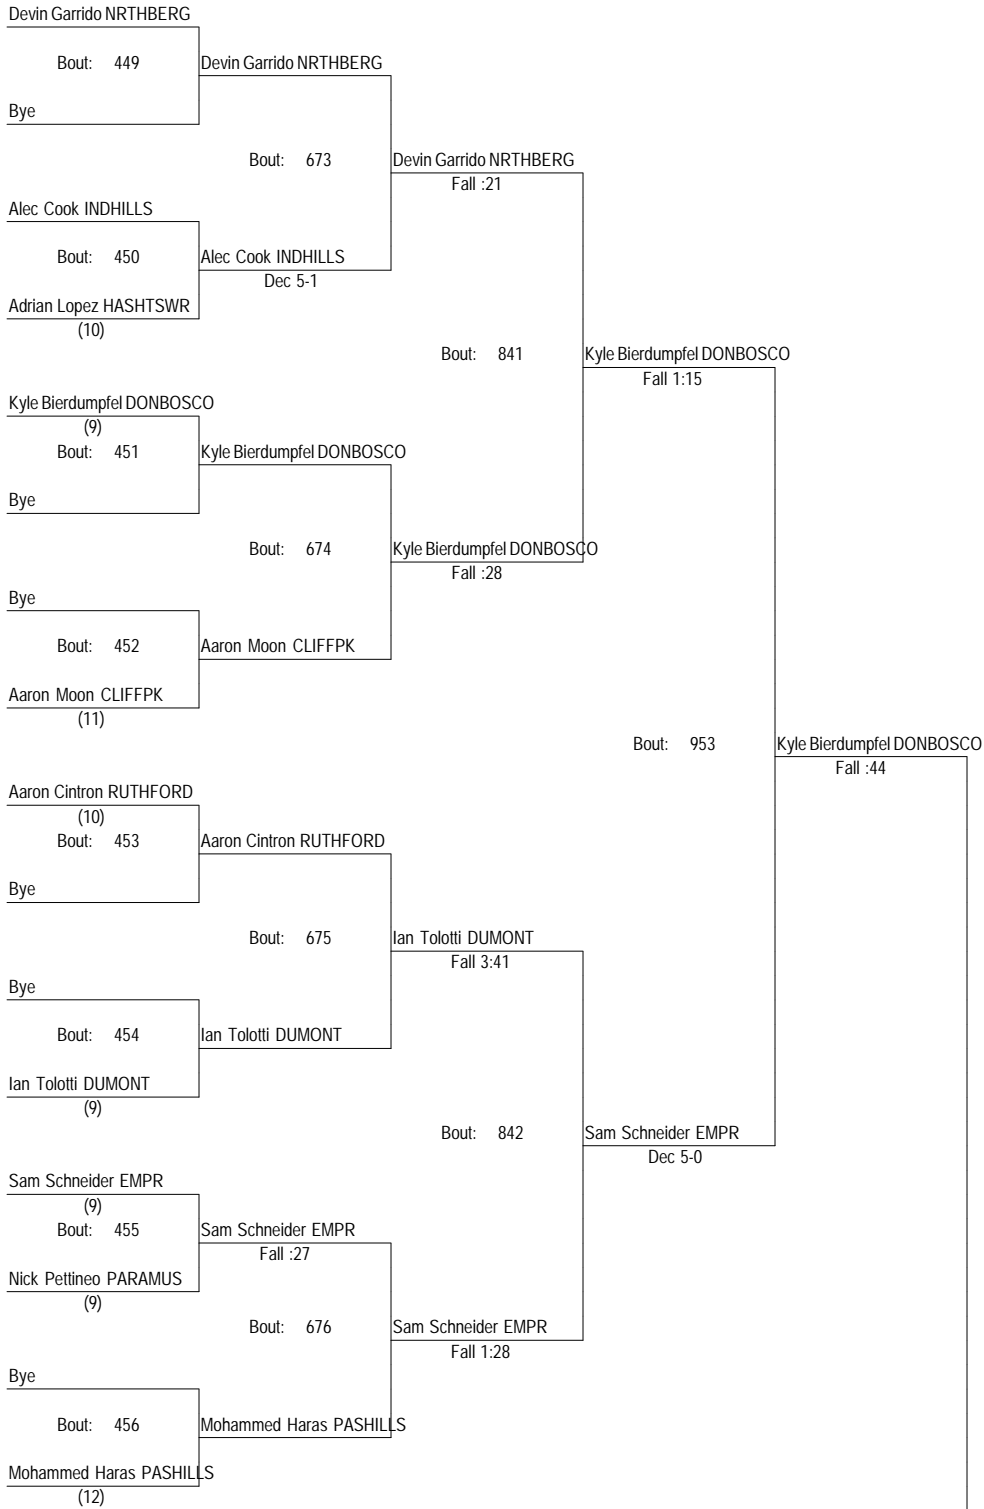 Devin Garrido NRTHBERG
Bout: 449 Devin Garrido NRTHBERG
Bye
Bout: 673 Devin Garrido NRTHBERG
Fall :21
Alec Cook INDHILLS
Bout: 450 Alec Cook INDHILLS
Dec 5-1
Adrian Lopez HASHTSWR
(10)
Bout: 841 Kyle Bierdumpfel DONBOSCO
Fall 1:15
Kyle Bierdumpfel DONBOSCO
(9)
Bout: 451 Kyle Bierdumpfel DONBOSCO
Bye
Bout: 674 Kyle Bierdumpfel DONBOSCO
Fall :28
Bye
Bout: 452 Aaron Moon CLIFFPK
Aaron Moon CLIFFPK
(11)
Bout: 953 Kyle Bierdumpfel DONBOSCO
Fall :44
Aaron Cintron RUTHFORD
(10)
Bout: 453 Aaron Cintron RUTHFORD
Bye
Bout: 675 Ian Tolotti DUMONT
Fall 3:41
Bye
Bout: 454 Ian Tolotti DUMONT
Ian Tolotti DUMONT
(9)
Bout: 842 Sam Schneider EMPR
Dec 5-0
Sam Schneider EMPR
(9)
Bout: 455 Sam Schneider EMPR
Fall :27
Nick Pettineo PARAMUS
(9)
Bout: 676 Sam Schneider EMPR
Fall 1:28
Bye
Bout: 456 Mohammed Haras PASHILLS
Mohammed Haras PASHILLS
(12)